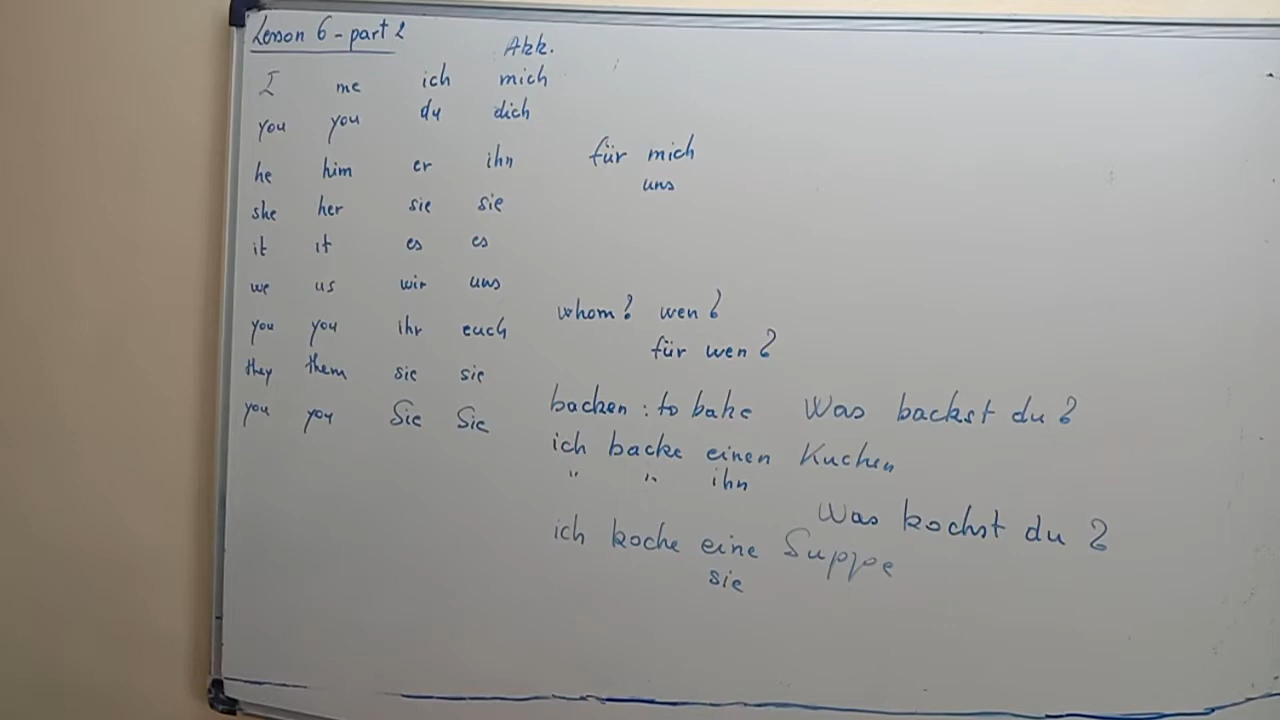 Lesson 6 - part 2
Akk.
I me ich mich
you you du dich
he him er ihn
she her sie sie
it it es es
we us wir uns
you you ihr euch
they them sie sie
you you Sie Sie
für mich
uns
whom? wen?
für wen?
backen : to bake Was backst du?
ich backe einen Kuchen
" " ihn
Was kochst du?
ich koche eine Suppe
sie